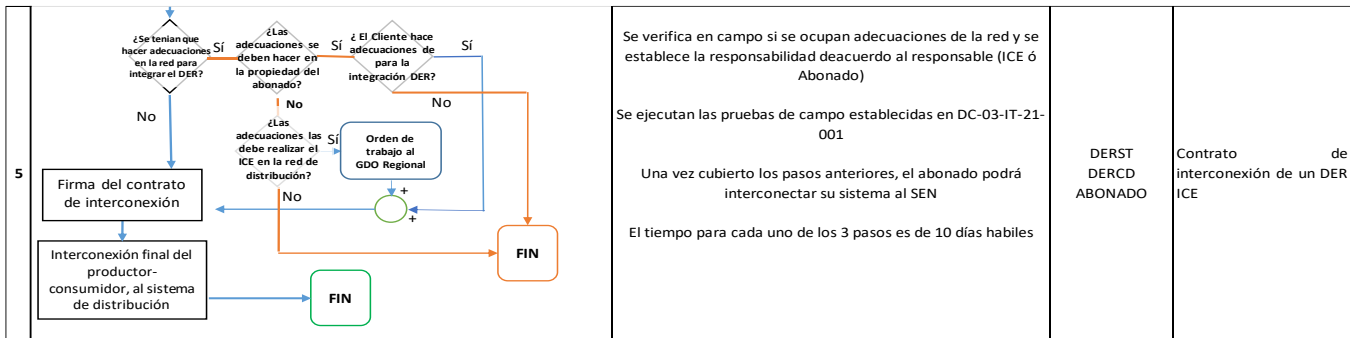 5
¿Se tenian que
hacer adecuaciones
en la red para
integrar el DER?
Sí
¿Las
adecuaciones se
deben hacer en
la propiedad del
abonado?
Sí
¿ El Cliente hace
adecuaciones de
para la
integración DER?
Sí
No
No
No
¿Las
adecuaciones las
debe realizar el
ICE en la red de
distribución?
Sí
Orden de
trabajo al
GDO Regional
No
+
+
Firma del contrato
de interconexión
FIN
Interconexión final del
productor-
consumidor, al sistema
de distribución
FIN
Se verifica en campo si se ocupan adecuaciones de la red y se
establece la responsabilidad deacuerdo al responsable (ICE ó
Abonado)
Se ejecutan las pruebas de campo establecidas en DC-03-IT-21-
001
Una vez cubierto los pasos anteriores, el abonado podrá
interconectar su sistema al SEN
El tiempo para cada uno de los 3 pasos es de 10 días habiles
DERST
DERCD
ABONADO
Contrato de
interconexión de un DER
ICE